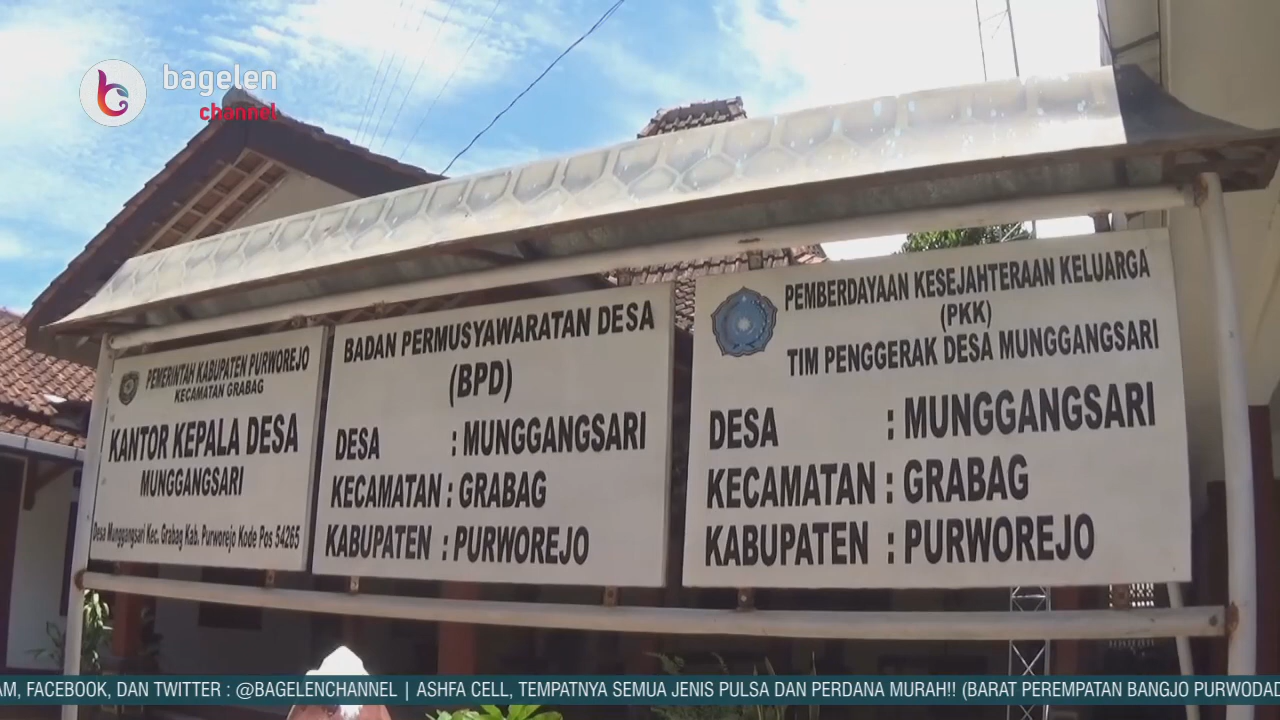 bagelen
channel
PEMERINTAH KABUPATEN PURWOREJO
KECAMATAN GRABAG
KANTOR KEPALA DESA
MUNGGANGSARI
Desa Munggangsari Kec. Grabag Kab. Purworejo Kode Pos 54265
BADAN PERMUSYAWARATAN DESA
(BPD)
DESA : MUNGGANGSARI
KECAMATAN : GRABAG
KABUPATEN : PURWOREJO
PEMBERDAYAAN KESEJAHTERAAN KELUARGA
(PKK)
TIM PENGGERAK DESA MUNGGANGSARI
DESA : MUNGGANGSARI
KECAMATAN : GRABAG
KABUPATEN : PURWOREJO
AM, FACEBOOK, DAN TWITTER : @BAGELENCHANNEL | ASHFA CELL, TEMPATNYA SEMUA JENIS PULSA DAN PERDANA MURAH!! (BARAT PEREMPATAN BANGJO PURWODAD